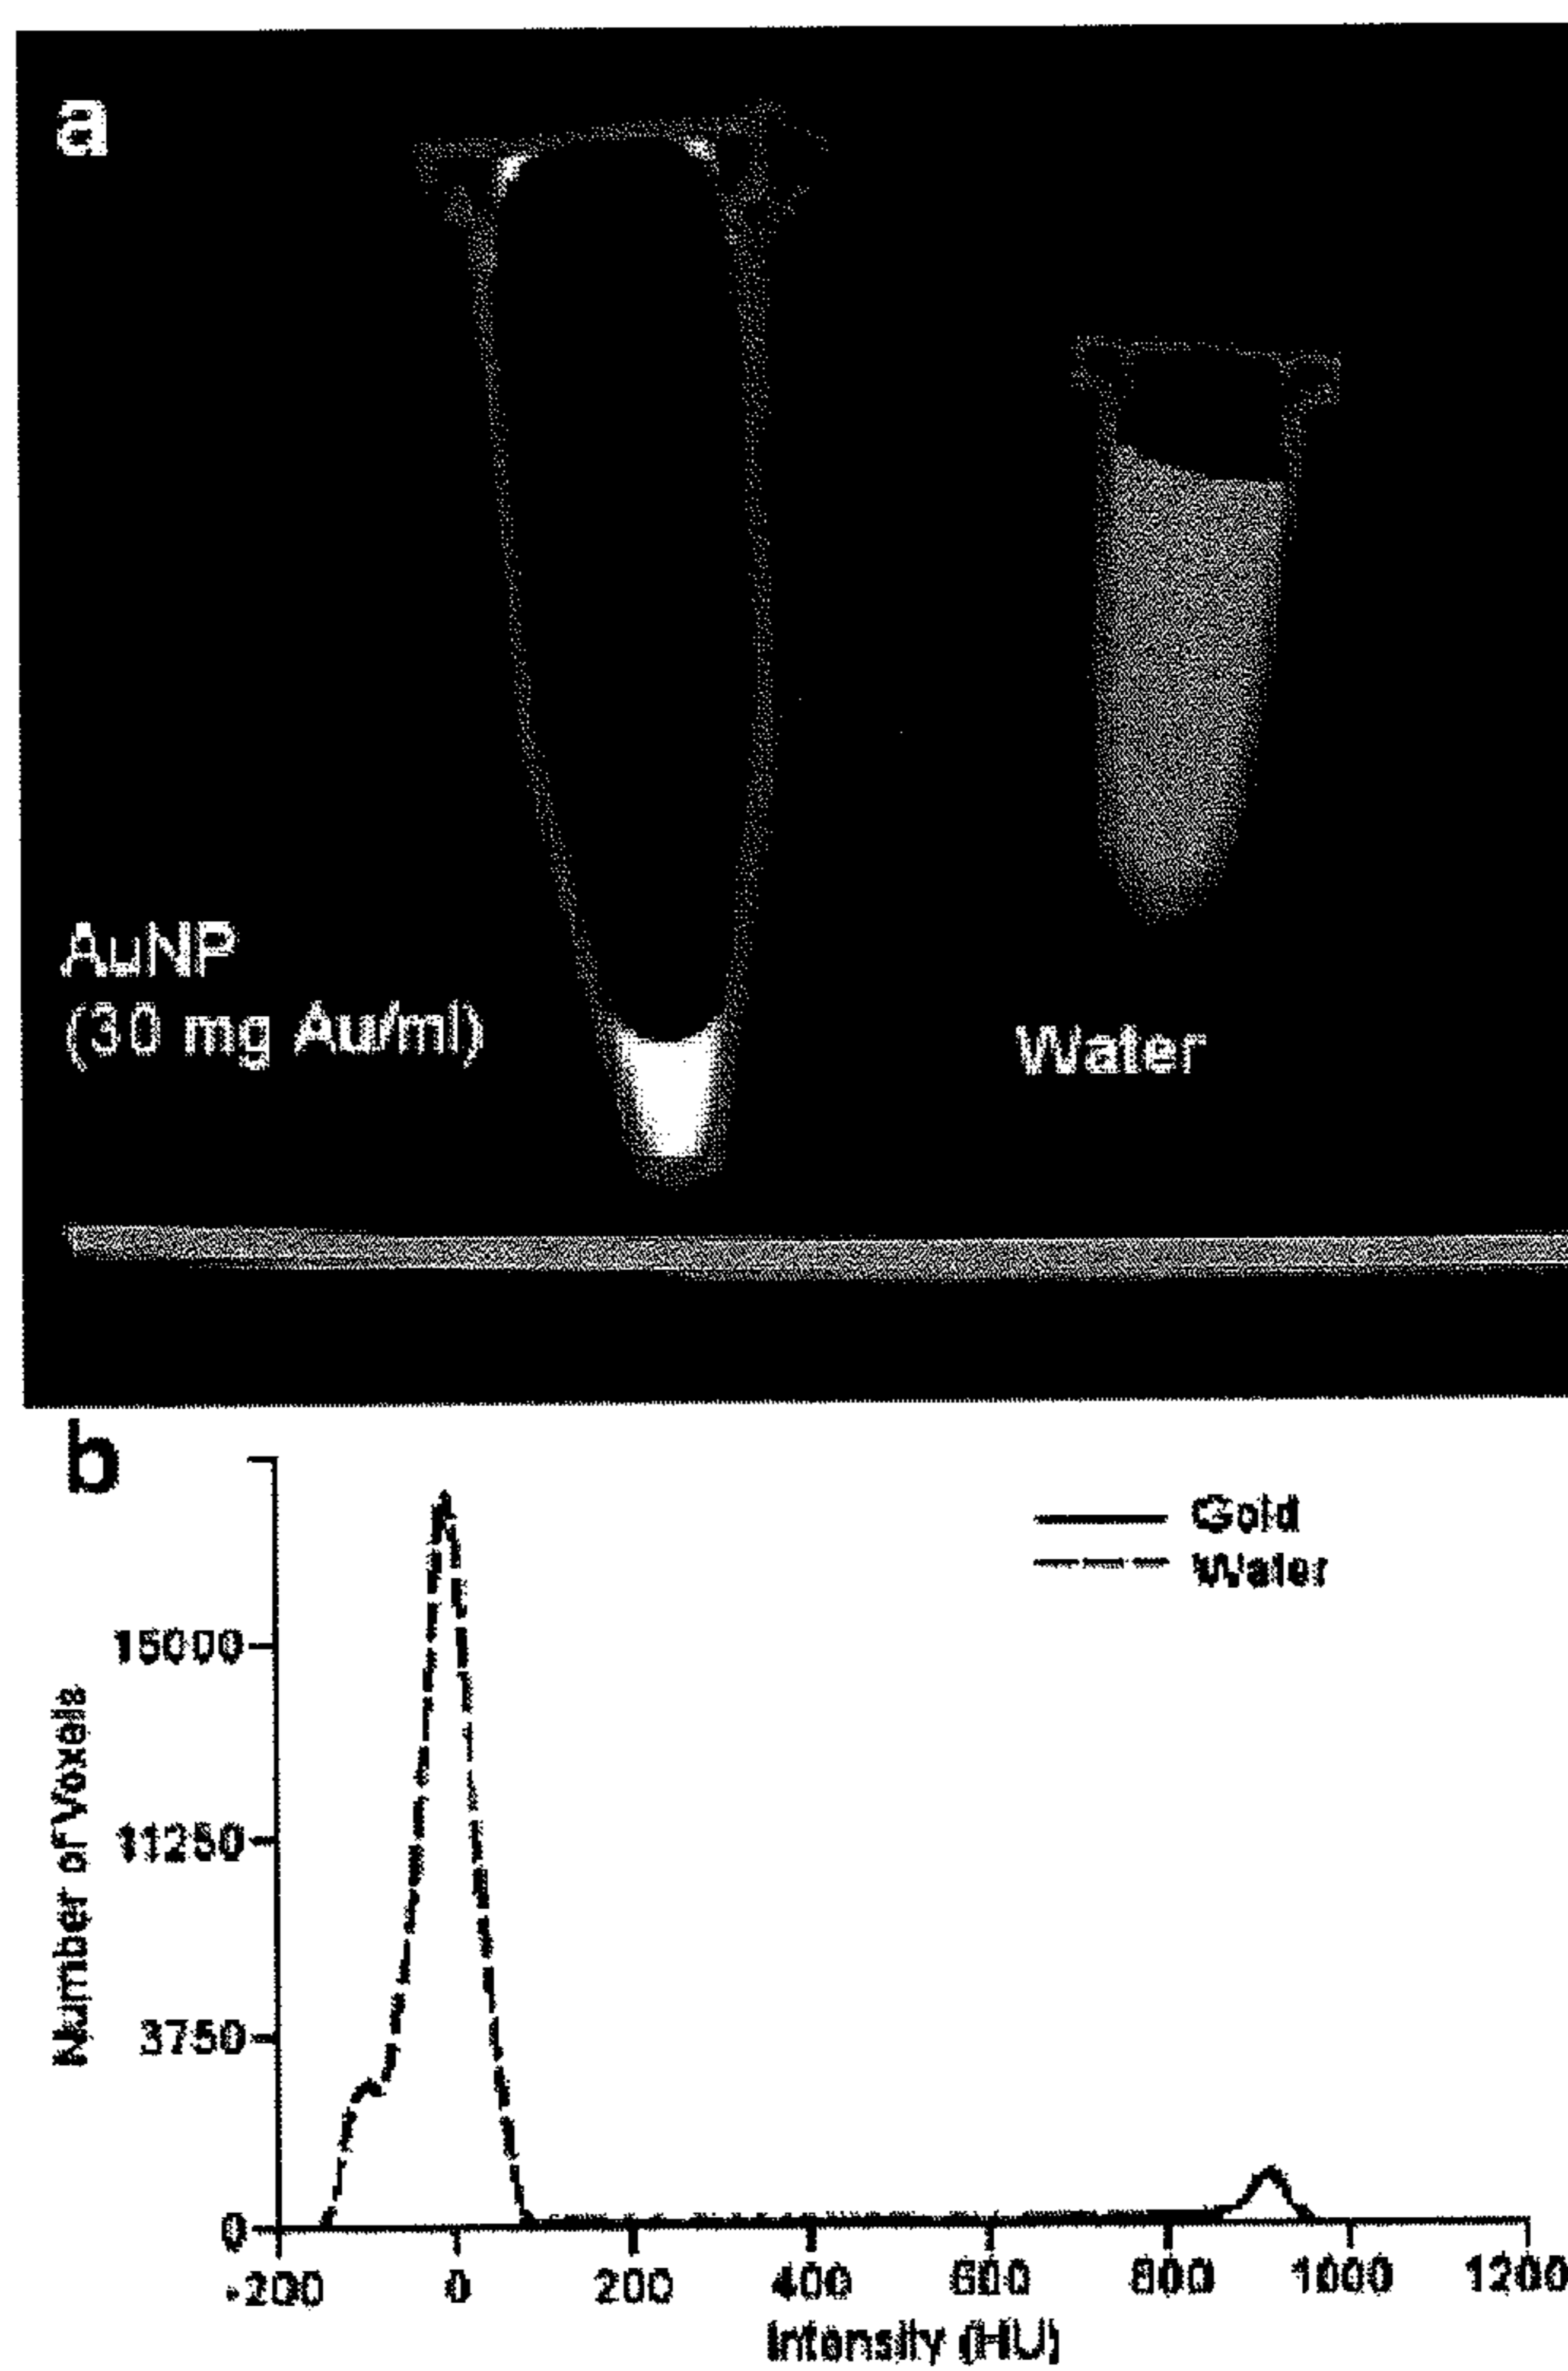 a
AuNP
(30 mg Au/ml)
Water
b
Gold
Water
Number of Voxels
15000
11250
3750
0
-200 0 200 400 600 800 1000 1200
Intensity (HU)